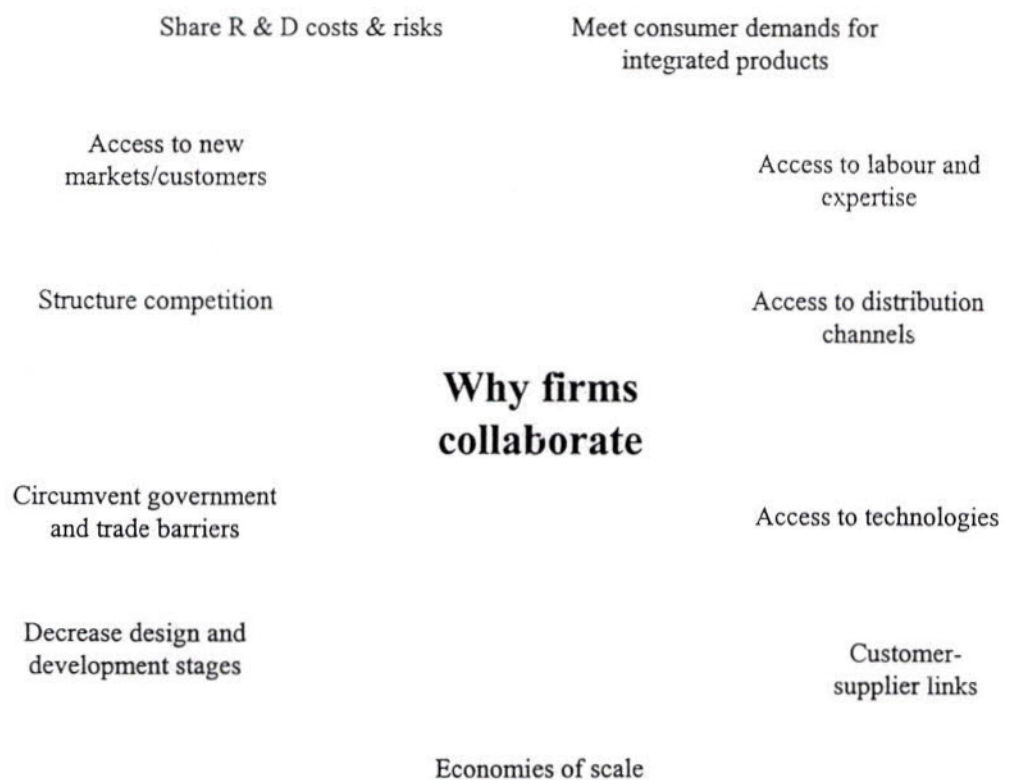 Share R & D costs & risks
Meet consumer demands for
integrated products
Access to new
markets/customers
Access to labour and
expertise
Structure competition
Access to distribution
channels
Why firms
collaborate
Circumvent government
and trade barriers
Access to technologies
Decrease design and
development stages
Customer-
supplier links
Economies of scale